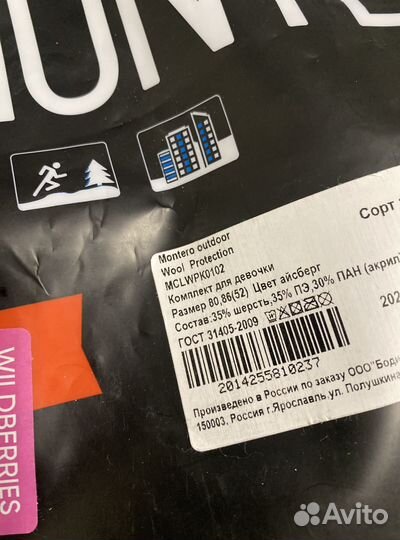 Montero outdoor
Wool Protection
MCLWPK0102
Комплект для девочки
Размер 80,86(52) Цвет айсберг
Состав:35% шерсть,35% ПЭ,30% ПАН (акрил)
ГОСТ 31405-2009
Сорт
202
2014255810237
Произведено в России по заказу ООО"Боди
150003, Россия г.Ярославль ул. Полушкина
WILDBERRIES
Avito